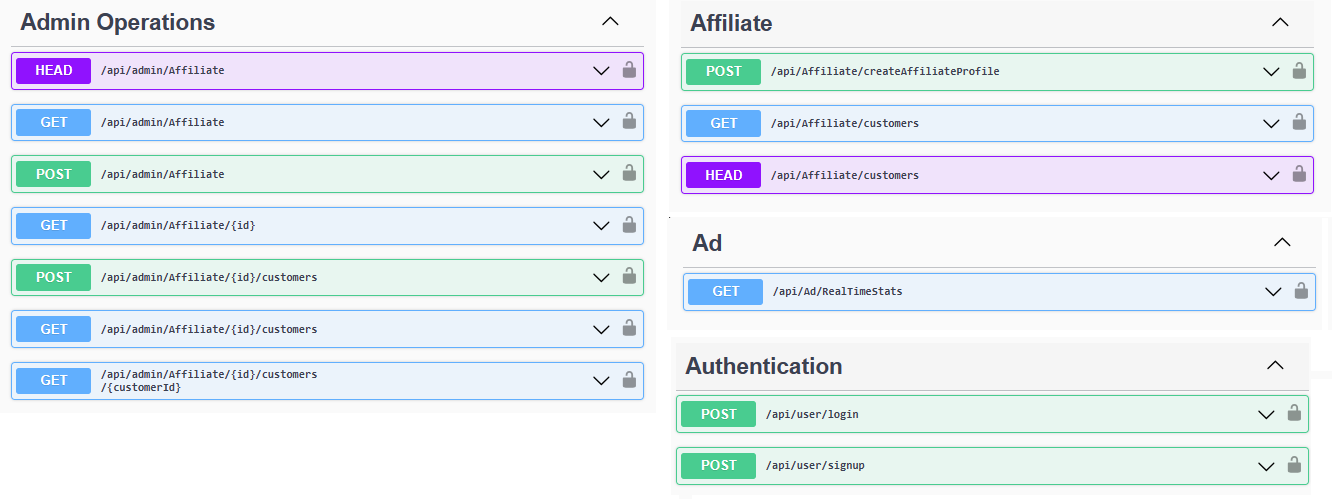 Admin Operations
HEAD /api/admin/Affiliate
GET /api/admin/Affiliate
POST /api/admin/Affiliate
GET /api/admin/Affiliate/{id}
POST /api/admin/Affiliate/{id}/customers
GET /api/admin/Affiliate/{id}/customers
GET /api/admin/Affiliate/{id}/customers
/{customerId}
Affiliate
POST /api/Affiliate/createAffiliateProfile
GET /api/Affiliate/customers
HEAD /api/Affiliate/customers
Ad
GET /api/Ad/RealTimeStats
Authentication
POST /api/user/login
POST /api/user/signup